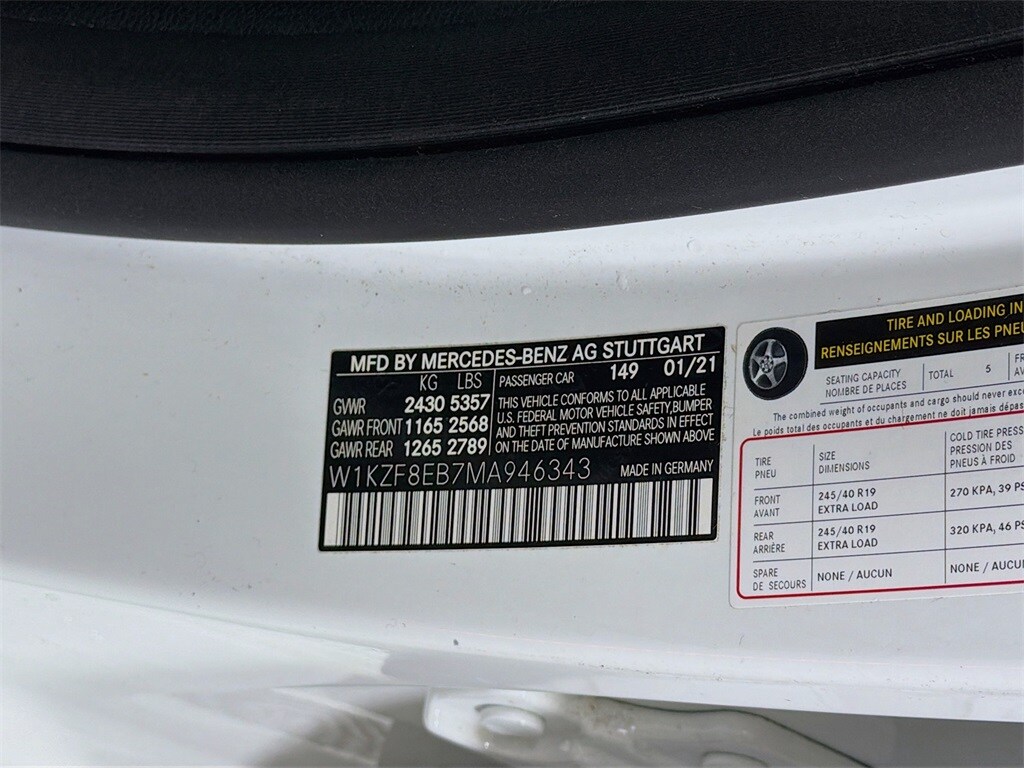 MFD BY MERCEDES-BENZ AG STUTTGART
KG LBS
GVWR 2430 5357
GAWR FRONT 1165 2568
GAWR REAR 1265 2789
PASSENGER CAR 149 01/21
THIS VEHICLE CONFORMS TO ALL APPLICABLE
U.S. FEDERAL MOTOR VEHICLE SAFETY,BUMPER
AND THEFT PREVENTION STANDARDS IN EFFECT
ON THE DATE OF MANUFACTURE SHOWN ABOVE
W1KZF8EB7MA946343 MADE IN GERMANY
TIRE AND LOADING IN
RENSEIGNEMENTS SUR LES PNEU
SEATING CAPACITY
NOMBRE DE PLACES
TOTAL 5
The combined weight of occupants and cargo should never exce
Le poids total des occupants et du chargement ne doit jamais dépas
TIRE
PNEU
SIZE
DIMENSIONS
COLD TIRE PRESS
PRESSION DES
PNEUS À FROID
FRONT
AVANT
245/40 R19
EXTRA LOAD
270 KPA, 39 PS
REAR
ARRIÈRE
245/40 R19
EXTRA LOAD
320 KPA, 46 PS
SPARE
DE SECOURS
NONE / AUCUN
NONE / AUCU